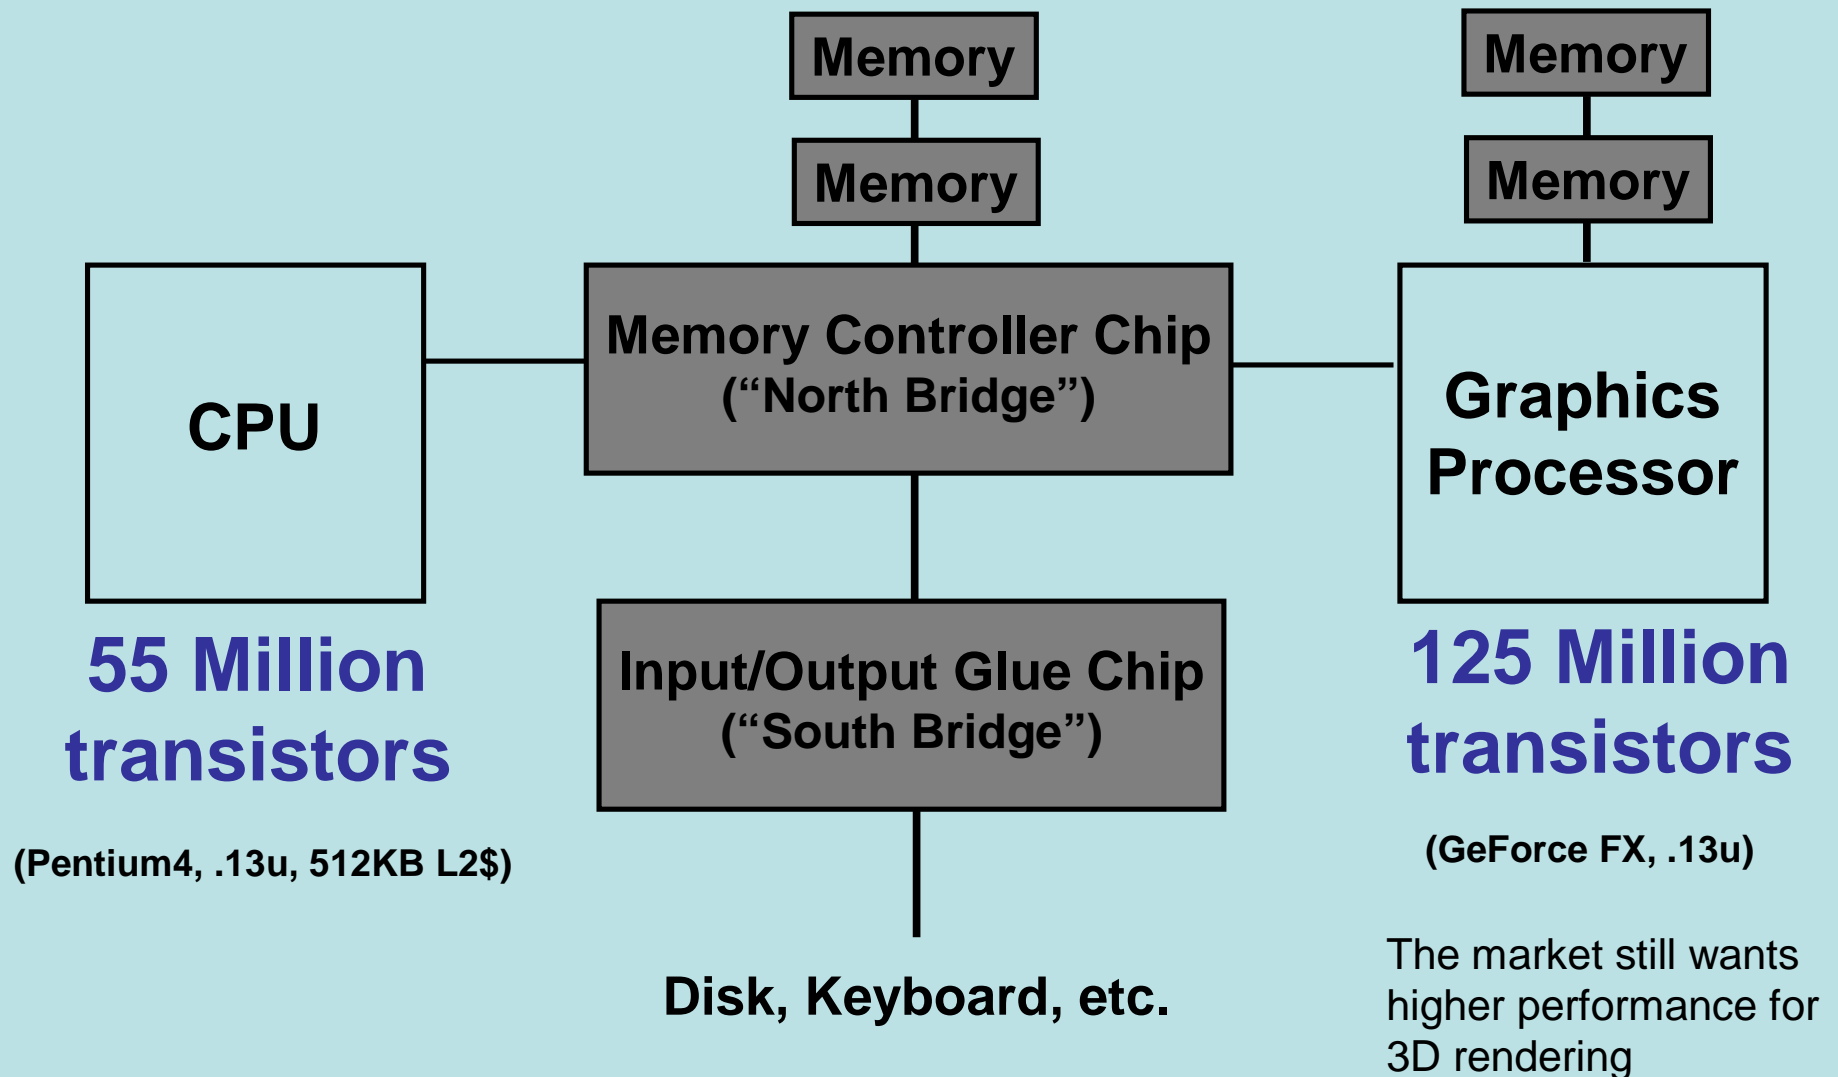 Memory
Memory
Memory
Memory
CPU
Memory Controller Chip
(“North Bridge”)
Graphics
Processor
55 Million
transistors
(Pentium4, .13u, 512KB L2$)
Input/Output Glue Chip
(“South Bridge”)
125 Million
transistors
(GeForce FX, .13u)
Disk, Keyboard, etc.
The market still wants
higher performance for
3D rendering